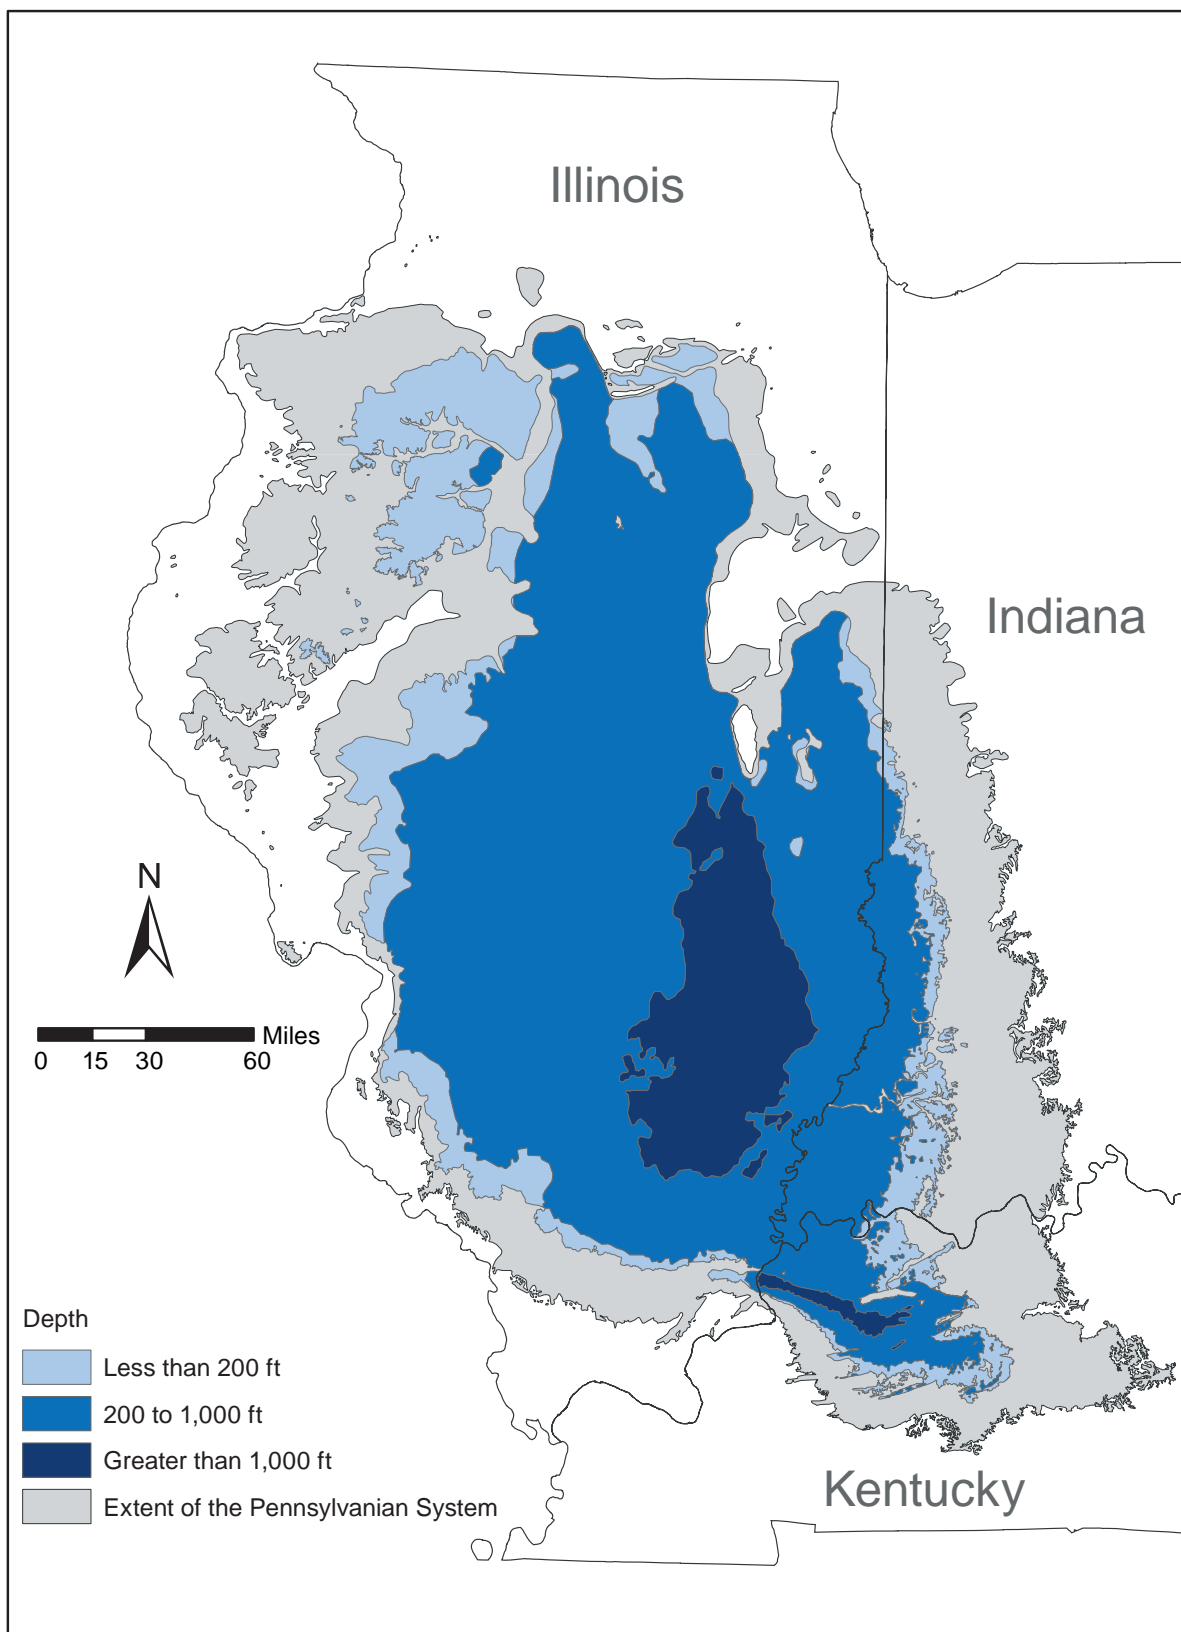 Illinois
Indiana
N
Miles
0 15 30 60
Depth
Less than 200 ft
200 to 1,000 ft
Greater than 1,000 ft
Extent of the Pennsylvanian System
Kentucky